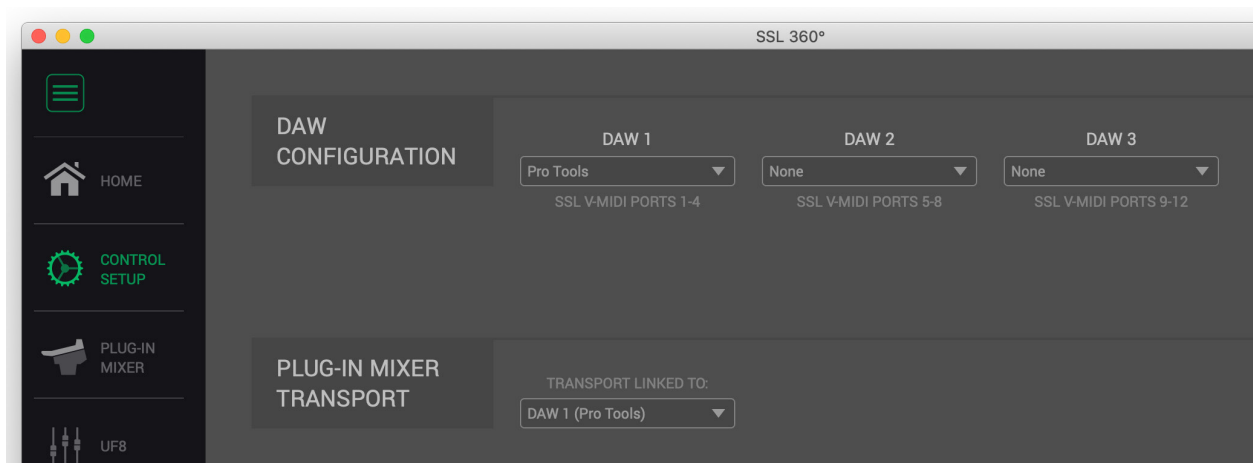 SSL 360°
HOME
CONTROL
SETUP
PLUG-IN
MIXER
UF8
DAW
CONFIGURATION
DAW 1
DAW 2
DAW 3
Pro Tools
None
None
SSL V-MIDI PORTS 1-4
SSL V-MIDI PORTS 5-8
SSL V-MIDI PORTS 9-12
PLUG-IN MIXER
TRANSPORT
TRANSPORT LINKED TO:
DAW 1 (Pro Tools)